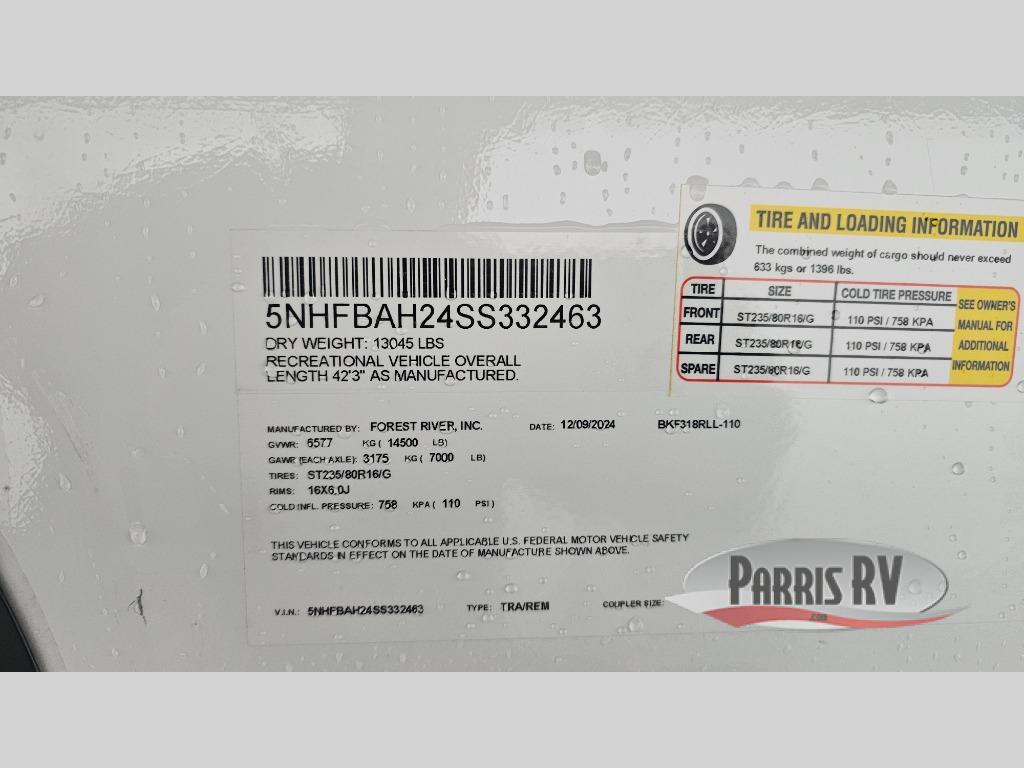 5NHFBAH24SS332463
DRY WEIGHT: 13045 LBS
RECREATIONAL VEHICLE OVERALL
LENGTH 42'3" AS MANUFACTURED.
TIRE AND LOADING INFORMATION
The combined weight of cargo should never exceed
633 kgs or 1396 lbs.
TIRE SIZE COLD TIRE PRESSURE
FRONT ST235/80R16/G 110 PSI / 758 KPA
REAR ST235/80R16/G 110 PSI / 758 KPA
SPARE ST235/80R16/G 110 PSI / 758 KPA
SEE OWNER'S
MANUAL FOR
ADDITIONAL
INFORMATION
MANUFACTURED BY: FOREST RIVER, INC. DATE: 12/09/2024 BKF318RLL-110
GVWR: 6577 KG ( 14500 LB)
GAWR (EACH AXLE): 3175 KG ( 7000 LB)
TIRES: ST235/80R16/G
RIMS: 16X6.0J
COLD INFL. PRESSURE: 758 KPA ( 110 PSI )
THIS VEHICLE CONFORMS TO ALL APPLICABLE U.S. FEDERAL MOTOR VEHICLE SAFETY
STANDARDS IN EFFECT ON THE DATE OF MANUFACTURE SHOWN ABOVE.
V.I.N.: 5NHFBAH24SS332463 TYPE: TRA/REM COUPLER SIZE:
PARRIS RV
.com